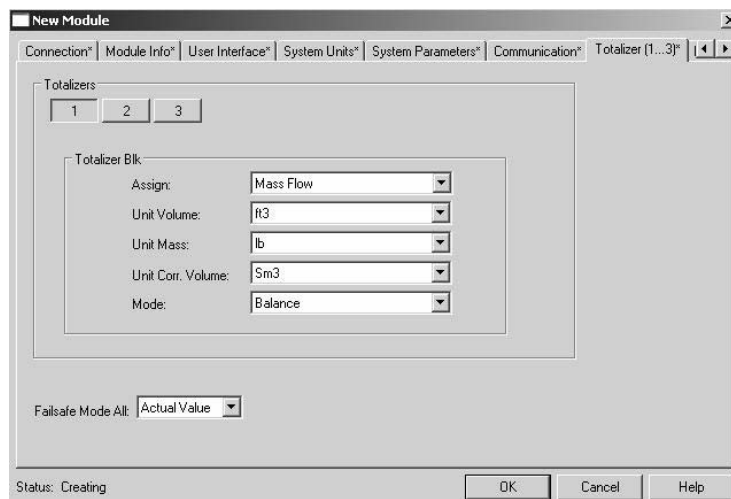 New Module
Connection* Module Info* User Interface* System Units* System Parameters* Communication* Totalizer (1...3)*
Totalizers
1 2 3
Totalizer Blk
Assign: Mass Flow
Unit Volume: ft3
Unit Mass: lb
Unit Corr. Volume: Sm3
Mode: Balance
Failsafe Mode All: Actual Value
Status: Creating OK Cancel Help